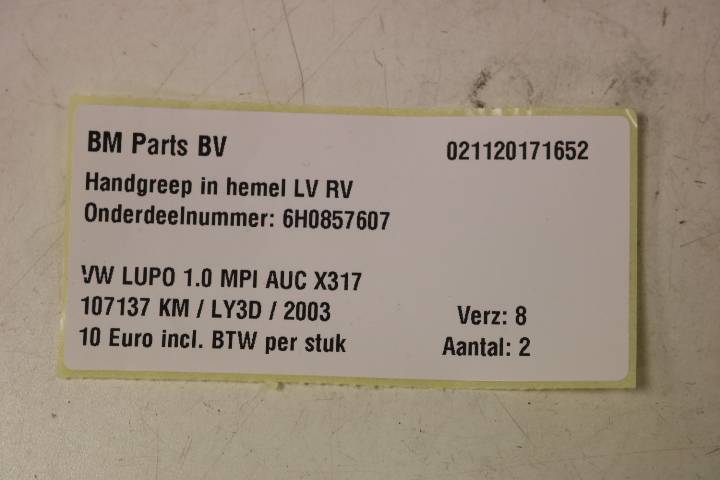 BM Parts BV 021120171652
Handgreep in hemel LV RV
Onderdeelnummer: 6H0857607
VW LUPO 1.0 MPI AUC X317
107137 KM / LY3D / 2003 Verz: 8
10 Euro incl. BTW per stuk Aantal: 2